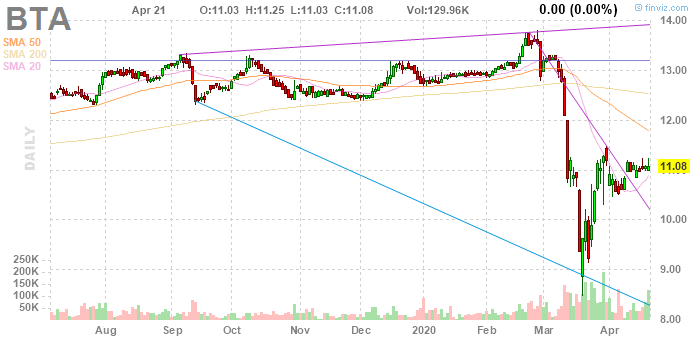 BTA Apr 21 O:11.03 H:11.25 L:11.03 C:11.08 Vol:129.96K 0.00 (0.00%) © finviz.com
SMA 50
SMA 200
SMA 20
DAILY
14.00
13.00
12.00
11.08
10.00
9.00
8.00
250K
200K
150K
100K
50K
Aug Sep Oct Nov Dec 2020 Feb Mar Apr